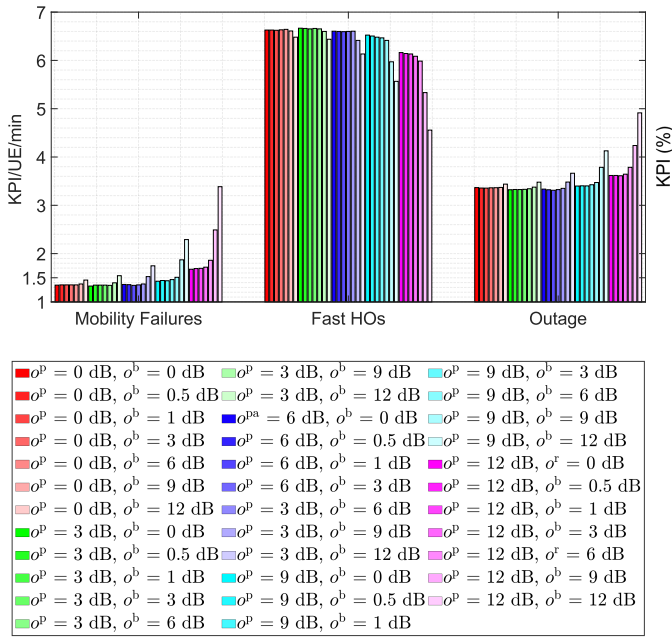 7
6
4
3
2
1.5
1
KPI/UE/min
KPI (%)
Mobility Failures Fast HOs Outage
oᵖ = 0 dB, oᵇ = 0 dB oᵖ = 3 dB, oᵇ = 9 dB oᵖ = 9 dB, oᵇ = 3 dB
oᵖ = 0 dB, oᵇ = 0.5 dB oᵖ = 3 dB, oᵇ = 12 dB oᵖ = 9 dB, oᵇ = 6 dB
oᵖ = 0 dB, oᵇ = 1 dB oᵖᵃ = 6 dB, oᵇ = 0 dB oᵖ = 9 dB, oᵇ = 9 dB
oᵖ = 0 dB, oᵇ = 3 dB oᵖ = 6 dB, oᵇ = 0.5 dB oᵖ = 9 dB, oᵇ = 12 dB
oᵖ = 0 dB, oᵇ = 6 dB oᵖ = 6 dB, oᵇ = 1 dB oᵖ = 12 dB, oʳ = 0 dB
oᵖ = 0 dB, oᵇ = 9 dB oᵖ = 6 dB, oᵇ = 3 dB oᵖ = 12 dB, oᵇ = 0.5 dB
oᵖ = 0 dB, oᵇ = 12 dB oᵖ = 3 dB, oᵇ = 6 dB oᵖ = 12 dB, oᵇ = 1 dB
oᵖ = 3 dB, oᵇ = 0 dB oᵖ = 3 dB, oᵇ = 9 dB oᵖ = 12 dB, oᵇ = 3 dB
oᵖ = 3 dB, oᵇ = 0.5 dB oᵖ = 3 dB, oᵇ = 12 dB oᵖ = 12 dB, oʳ = 6 dB
oᵖ = 3 dB, oᵇ = 1 dB oᵖ = 9 dB, oᵇ = 0 dB oᵖ = 12 dB, oᵇ = 9 dB
oᵖ = 3 dB, oᵇ = 3 dB oᵖ = 9 dB, oᵇ = 0.5 dB oᵖ = 12 dB, oᵇ = 12 dB
oᵖ = 3 dB, oᵇ = 6 dB oᵖ = 9 dB, oᵇ = 1 dB